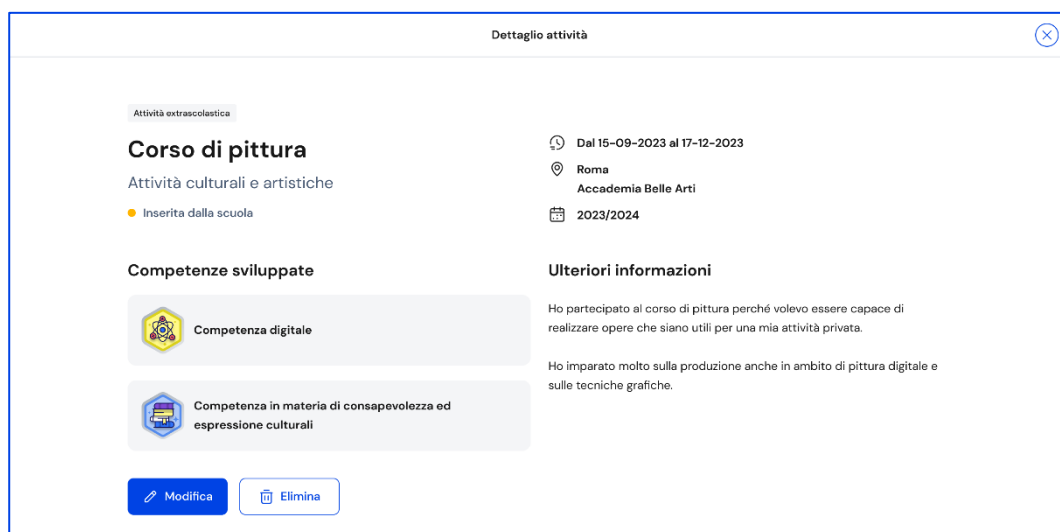 Dettaglio attività
Attività extrascolastica
Corso di pittura
Attività culturali e artistiche
Inserita dalla scuola
Dal 15-09-2023 al 17-12-2023
Roma
Accademia Belle Arti
2023/2024
Competenze sviluppate
Competenza digitale
Competenza in materia di consapevolezza ed
espressione culturali
Ulteriori informazioni
Ho partecipato al corso di pittura perché volevo essere capace di
realizzare opere che siano utili per una mia attività privata.
Ho imparato molto sulla produzione anche in ambito di pittura digitale e
sulle tecniche grafiche.
Modifica
Elimina